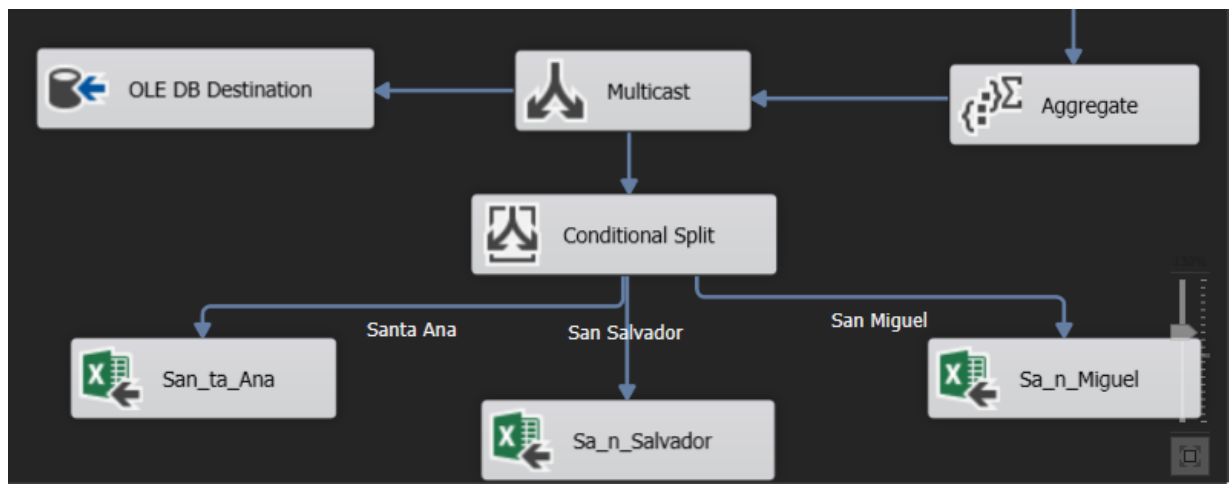 OLE DB Destination
Multicast
Aggregate
Conditional Split
Santa Ana
San Salvador
San Miguel
San_ta_Ana
Sa_n_Miguel
Sa_n_Salvador